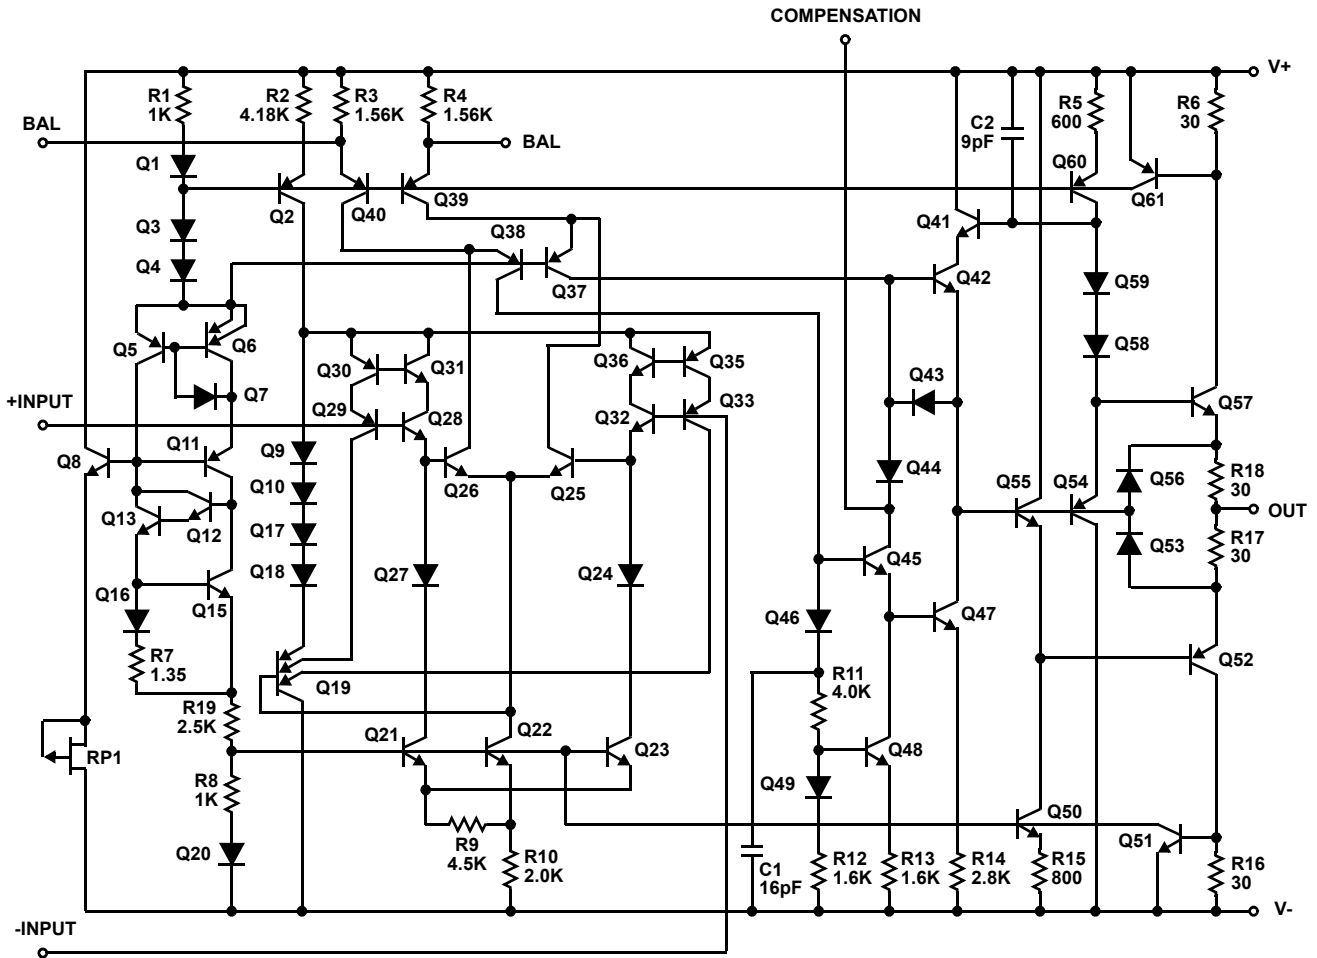 COMPENSATION
V+
R1
1K
R2
4.18K
R3
1.56K
R4
1.56K
C2
9pF
R5
600
R6
30
BAL
BAL
Q1
Q2
Q40
Q39
Q60
Q61
Q3
Q4
Q38
Q37
Q41
Q42
Q59
Q58
Q5
Q6
Q7
Q30
Q31
Q36
Q35
Q43
+INPUT
Q29
Q28
Q32
Q33
Q57
Q8
Q11
Q9
Q10
Q26
Q25
Q44
Q55
Q54
Q56
R18
30
OUT
Q13
Q12
Q17
Q18
Q53
R17
30
Q16
Q15
Q27
Q24
Q45
Q46
Q47
R7
1.35
Q19
R11
4.0K
Q52
R19
2.5K
Q21
Q22
Q23
Q48
RP1
R8
1K
Q49
Q20
R9
4.5K
R10
2.0K
C1
16pF
R12
1.6K
R13
1.6K
R14
2.8K
Q50
R15
800
Q51
R16
30
V-
-INPUT